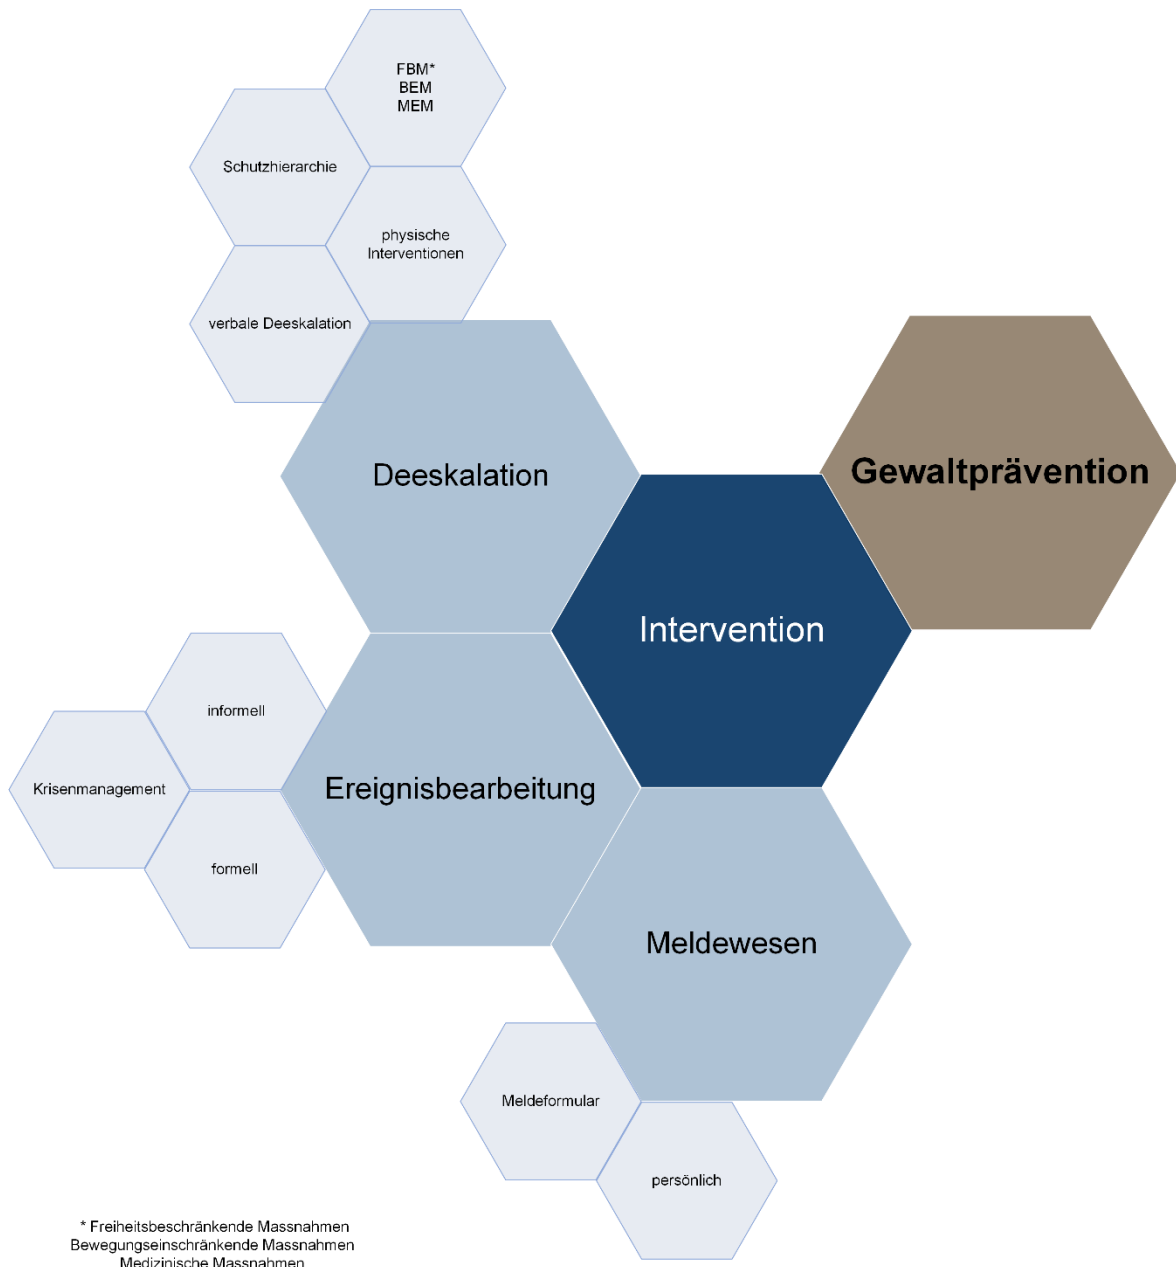 FBM*
BEM
MEM
Schutzhierarchie
physische
Interventionen
verbale Deeskalation
Deeskalation
Gewaltprävention
Intervention
informell
Krisenmanagement
Ereignisbearbeitung
formell
Meldewesen
Meldeformular
persönlich
* Freiheitsbeschränkende Massnahmen
Bewegungseinschränkende Massnahmen
Medizinische Massnahmen